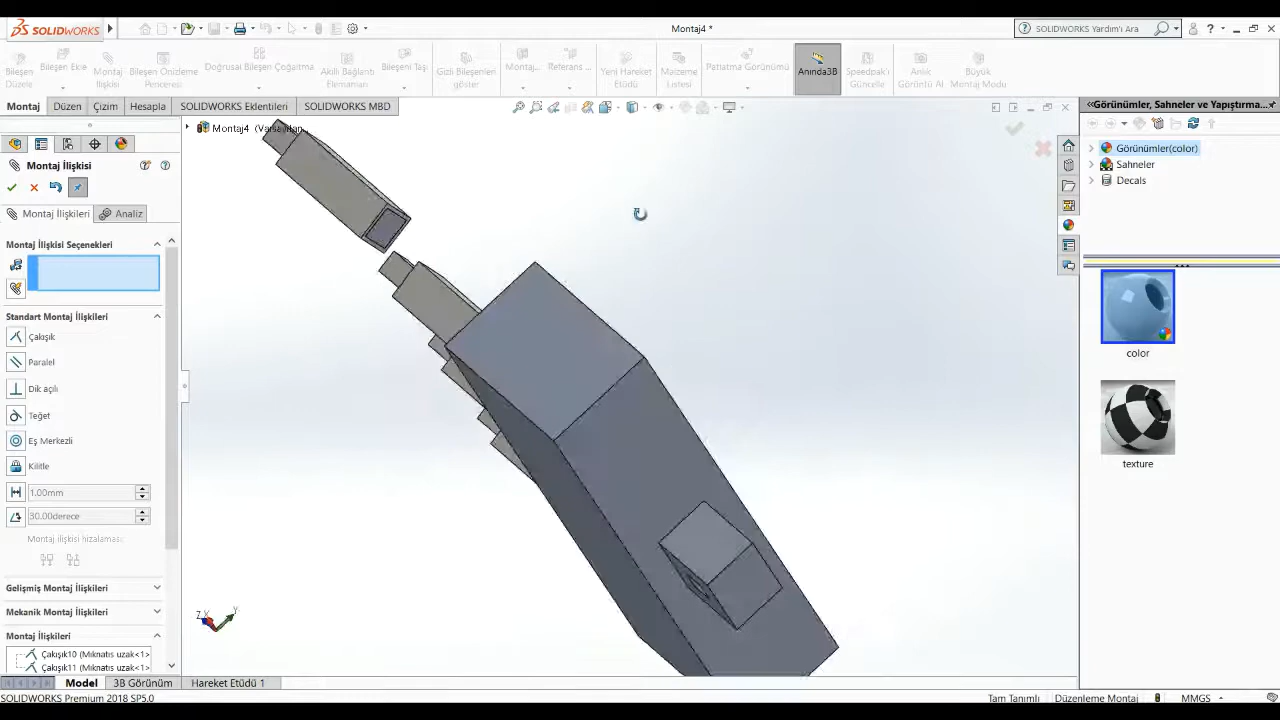 SOLIDWORKS
Montaj4 *
SOLIDWORKS Yardım'ı Ara
Bileşen Düzenle
Bileşen Ekle
Montaj İlişkisi
Bileşen Önizleme Penceresi
Doğrusal Bileşen Çoğaltma
Akıllı Bağlantı Elemanları
Bileşeni Taşı
Gizli Bileşenleri göster
Montaj...
Referans ...
Yeni Hareket Etüdü
Malzeme Listesi
Patlatma Görünümü
Anında3B
Speedpak'ı Güncelle
Anlık Görüntü Al
Büyük Montaj Modu
Montaj
Düzen
Çizim
Hesapla
SOLIDWORKS Eklentileri
SOLIDWORKS MBD
Montaj4
Montaj İlişkisi
Montaj İlişkileri
Analiz
Montaj İlişkisi Seçenekleri
Standart Montaj İlişkileri
Çakışık
Paralel
Dik açılı
Teğet
Eş Merkezli
Kilitle
1.00mm
30.00derece
Montaj ilişkisi hizalaması:
Gelişmiş Montaj İlişkileri
Mekanik Montaj İlişkileri
Montaj İlişkileri
Çakışık10 (Mıknatıs uzak<1>
Çakışık11 (Mıknatıs uzak<1>
Model
3B Görünüm
Hareket Etüdü 1
SOLIDWORKS Premium 2018 SP5.0
Tam Tanımlı
Düzenleme Montaj
MMGS
Görünümler, Sahneler ve Yapıştırma...
Görünümler(color)
Sahneler
Decals
color
texture